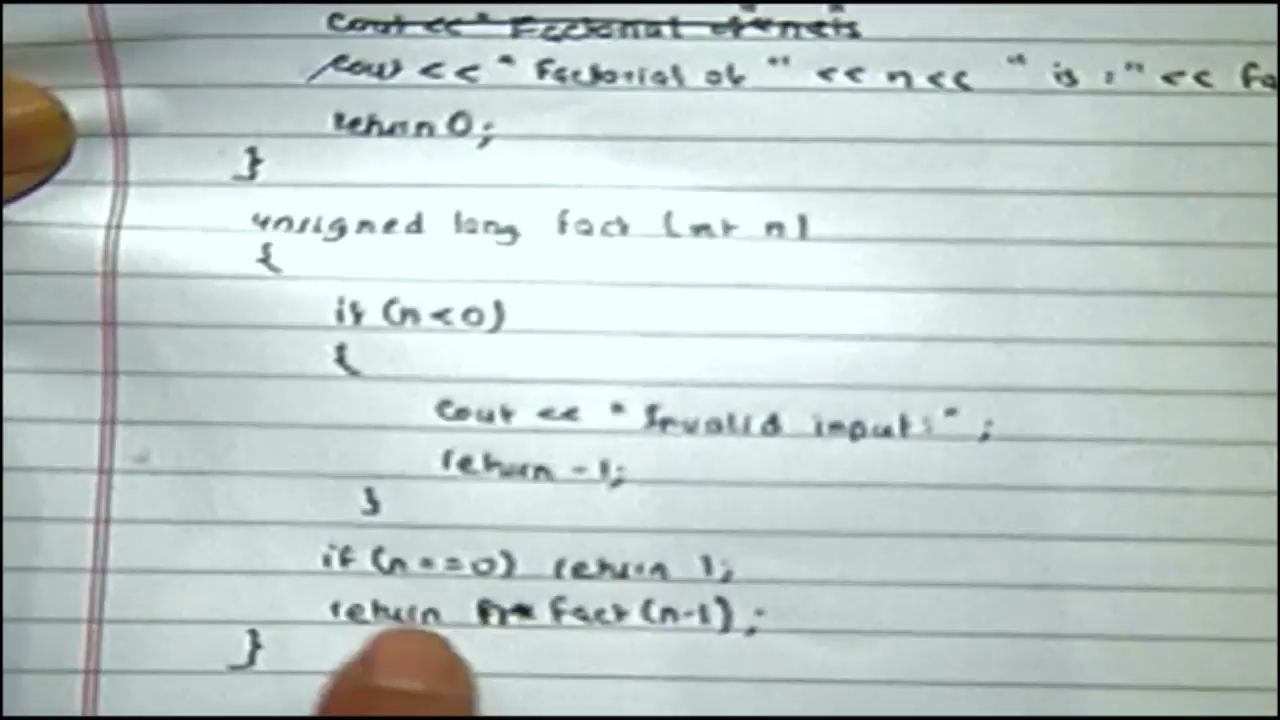 cout << " Factorial of " << n << " is :" << fa
return 0;
}
unsigned long fact (int n)
{
if (n<0)
{
cout << " Invalid input:" ;
return -1;
}
if (n==0) return 1;
return n* fact (n-1) ;
}